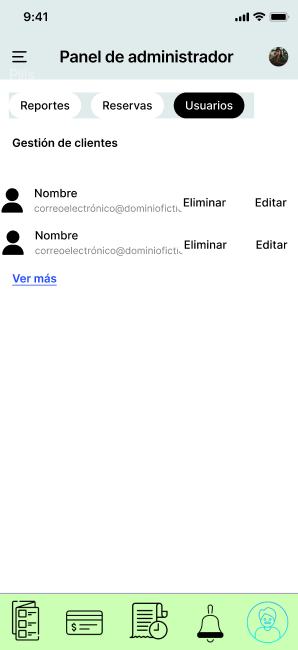 9:41
Panel de administrador
Pills
Reportes Reservas Usuarios
Gestión de clientes
Nombre
correoelectrónico@dominioficti Eliminar Editar
Nombre
correoelectrónico@dominioficti Eliminar Editar
Ver más
$